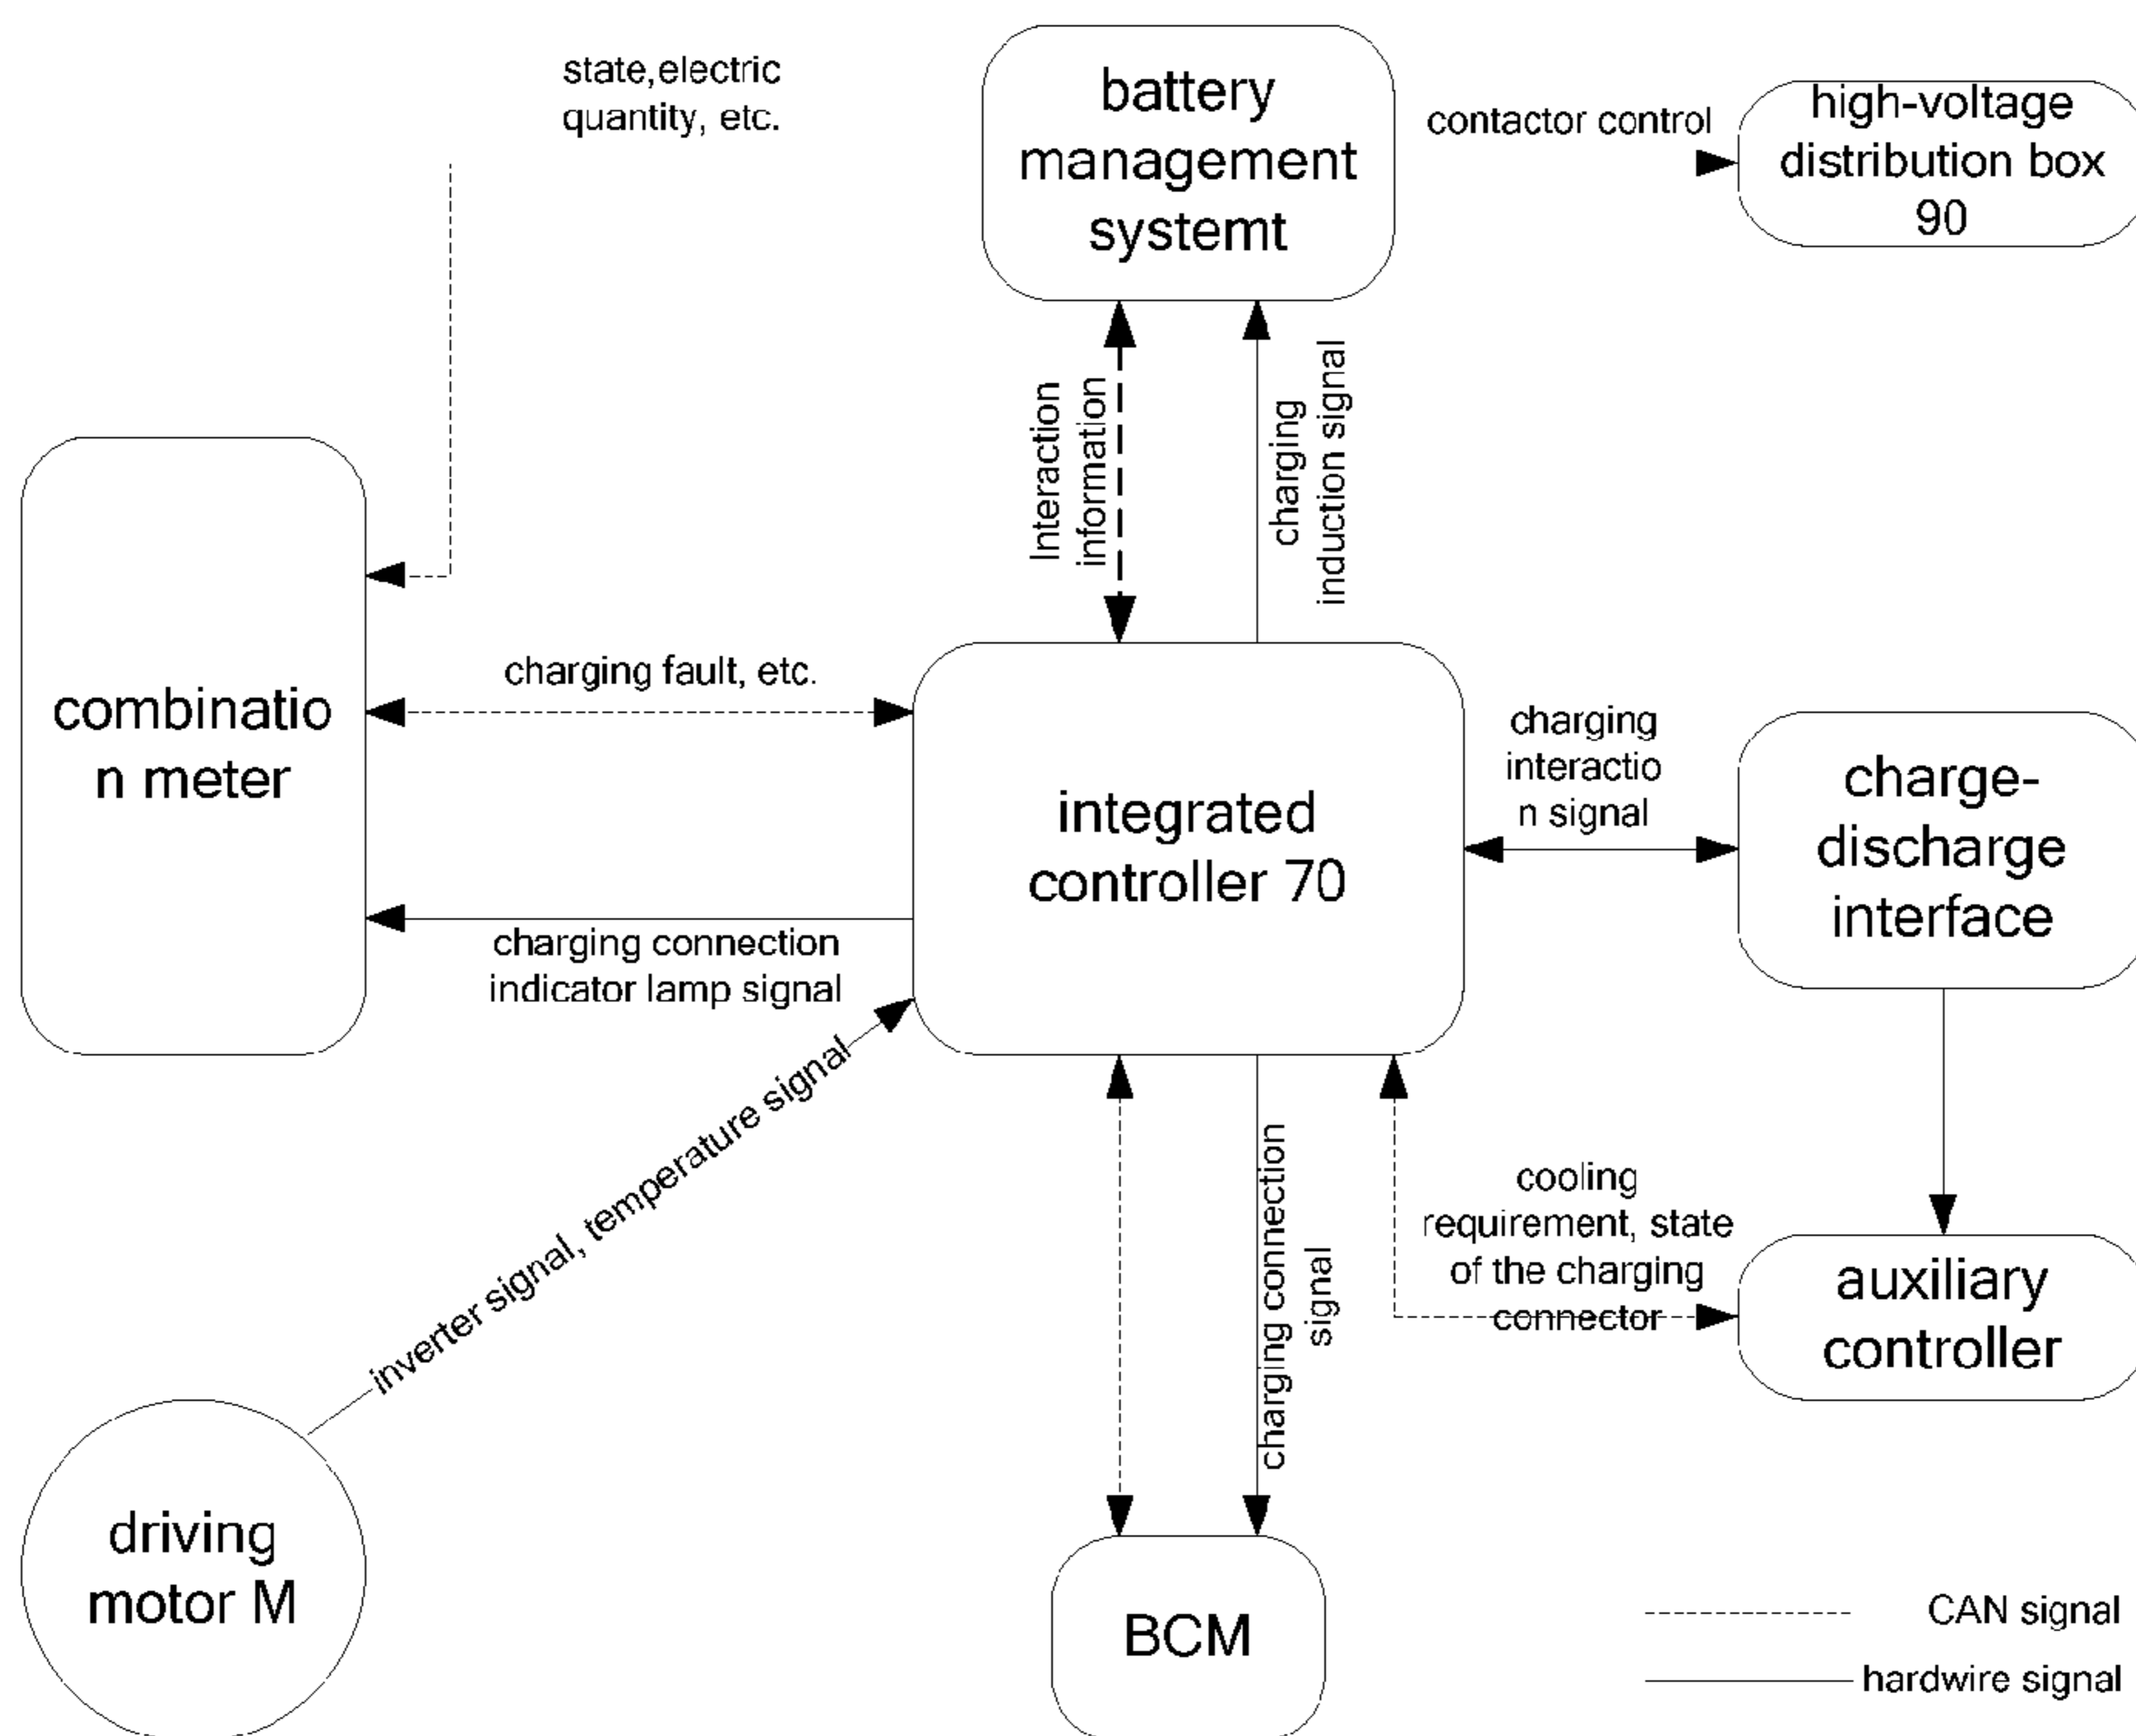 state,electric
quantity, etc.
battery
management
systemt
contactor control
high-voltage
distribution box
90
Interaction
information
charging
induction signal
combinatio
n meter
charging fault, etc.
integrated
controller 70
charging
interactio
n signal
charge-
discharge
interface
charging connection
indicator lamp signal
inverter signal, temperature signal
charging connection
signal
cooling
requirement, state
of the charging
connector
auxiliary
controller
driving
motor M
BCM
CAN signal
hardwire signal